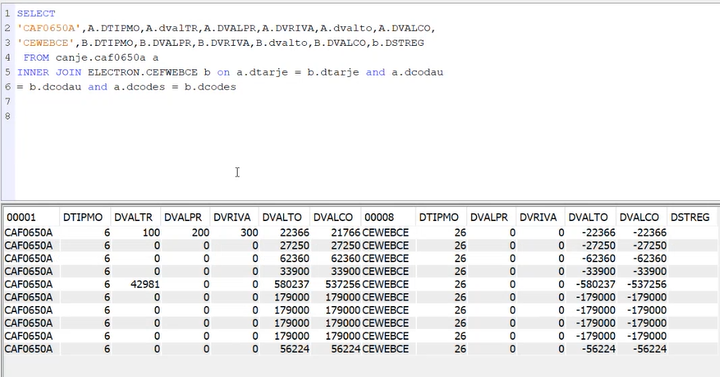 1 SELECT
2 'CAF0650A',A.DTIPMO,A.dvalTR,A.DVALPR,A.DVRIVA,A.dvalto,A.DVALCO,
3 'CEWEBCE',B.DTIPMO,B.DVALPR,B.DVRIVA,B.dvalto,B.DVALCO,b.DSTREG
4 FROM canje.caf0650a a
5 INNER JOIN ELECTRON.CEFWEBCE b on a.dtarje = b.dtarje and a.dcodau
6 = b.dcodau and a.dcodes = b.dcodes
7
8
00001 DTIPMO DVALTR DVALPR DVRIVA DVALTO DVALCO 00008 DTIPMO DVALPR DVRIVA DVALTO DVALCO DSTREG
CAF0650A 6 100 200 300 22366 21766 CEWEBCE 26 0 0 -22366 -22366
CAF0650A 6 0 0 0 27250 27250 CEWEBCE 26 0 0 -27250 -27250
CAF0650A 6 0 0 0 62360 62360 CEWEBCE 26 0 0 -62360 -62360
CAF0650A 6 0 0 0 33900 33900 CEWEBCE 26 0 0 -33900 -33900
CAF0650A 6 42981 0 0 580237 537256 CEWEBCE 26 0 0 -580237 -537256
CAF0650A 6 0 0 0 179000 179000 CEWEBCE 26 0 0 -179000 -179000
CAF0650A 6 0 0 0 179000 179000 CEWEBCE 26 0 0 -179000 -179000
CAF0650A 6 0 0 0 179000 179000 CEWEBCE 26 0 0 -179000 -179000
CAF0650A 6 0 0 0 179000 179000 CEWEBCE 26 0 0 -179000 -179000
CAF0650A 6 0 0 0 56224 56224 CEWEBCE 26 0 0 -56224 -56224